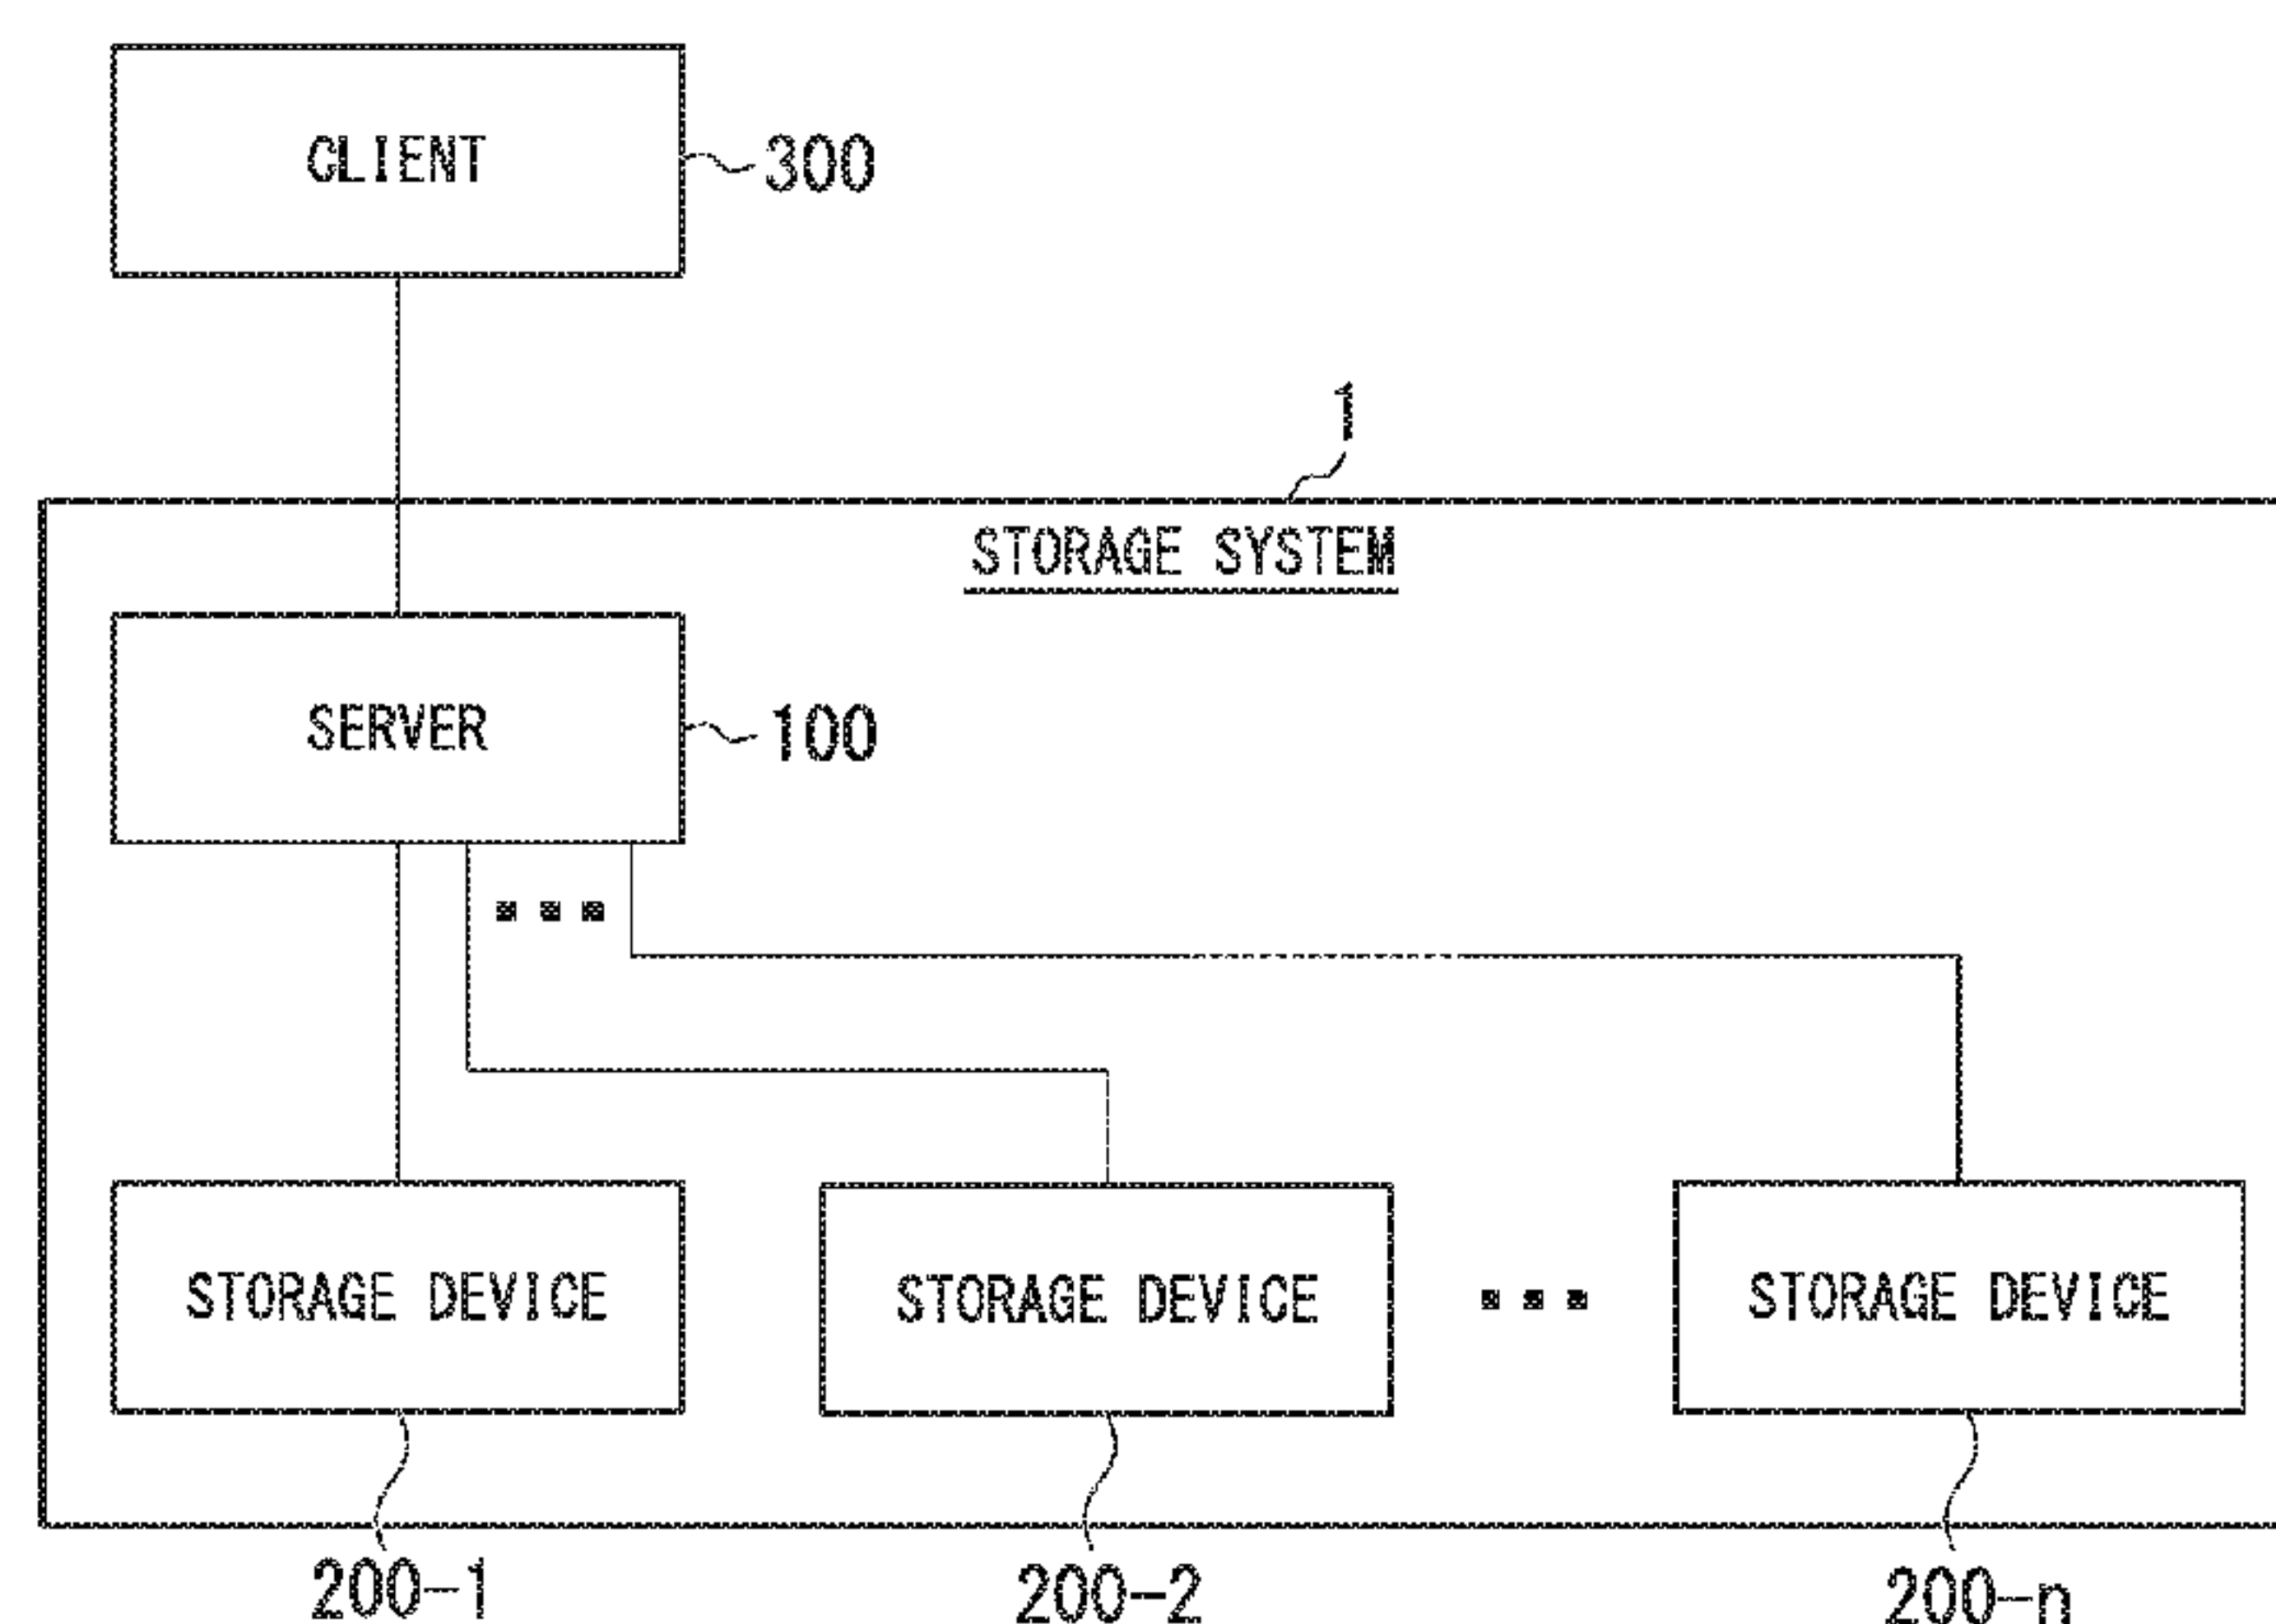 CLIENT
300
1
STORAGE SYSTEM
SERVER
100
STORAGE DEVICE
STORAGE DEVICE
STORAGE DEVICE
200-1
200-2
200-n